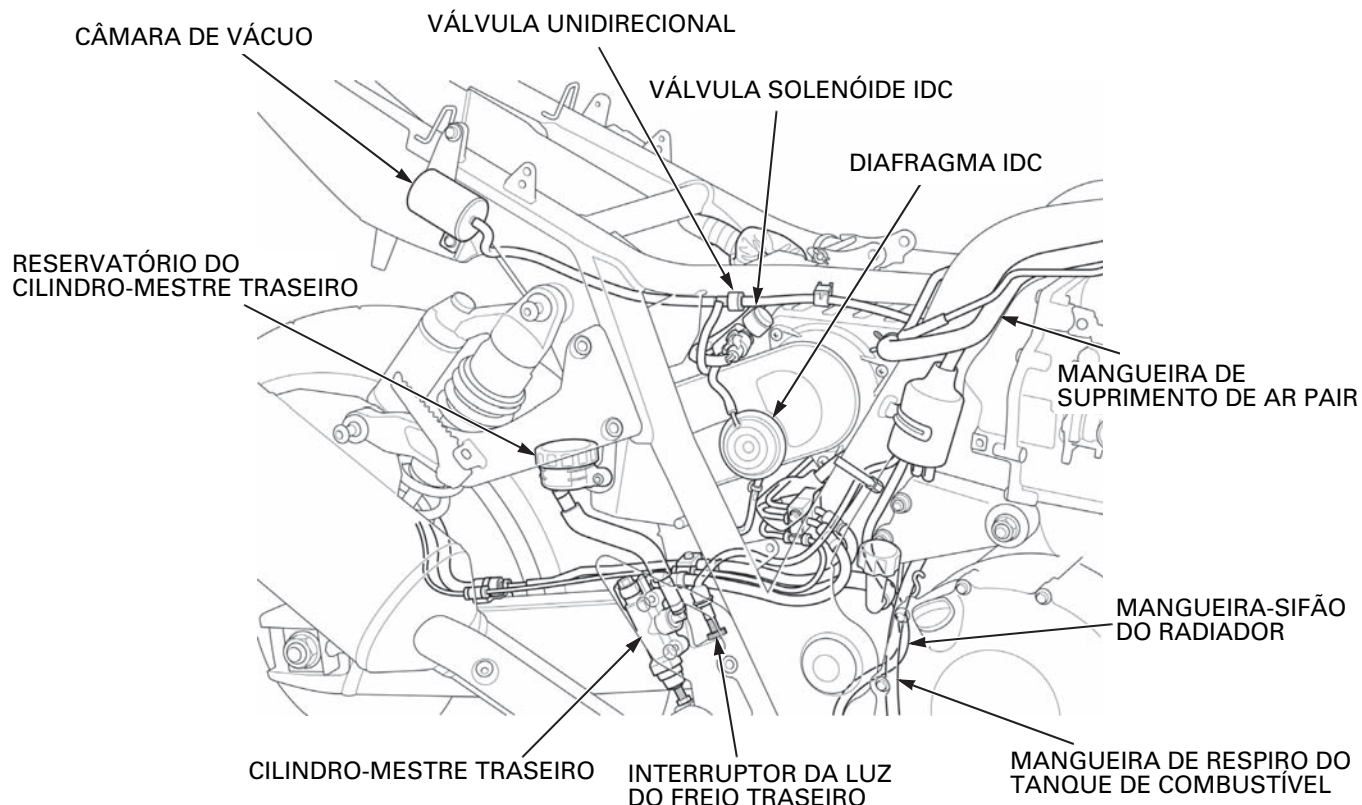 VÁLVULA UNIDIRECIONAL
CÂMARA DE VÁCUO
VÁLVULA SOLENÓIDE IDC
DIAFRAGMA IDC
RESERVATÓRIO DO
CILINDRO-MESTRE TRASEIRO
MANGUEIRA DE
SUPRIMENTO DE AR PAIR
MANGUEIRA-SIFÃO
DO RADIADOR
CILINDRO-MESTRE TRASEIRO
INTERRUPTOR DA LUZ
DO FREIO TRASEIRO
MANGUEIRA DE RESPIRO DO
TANQUE DE COMBUSTÍVEL